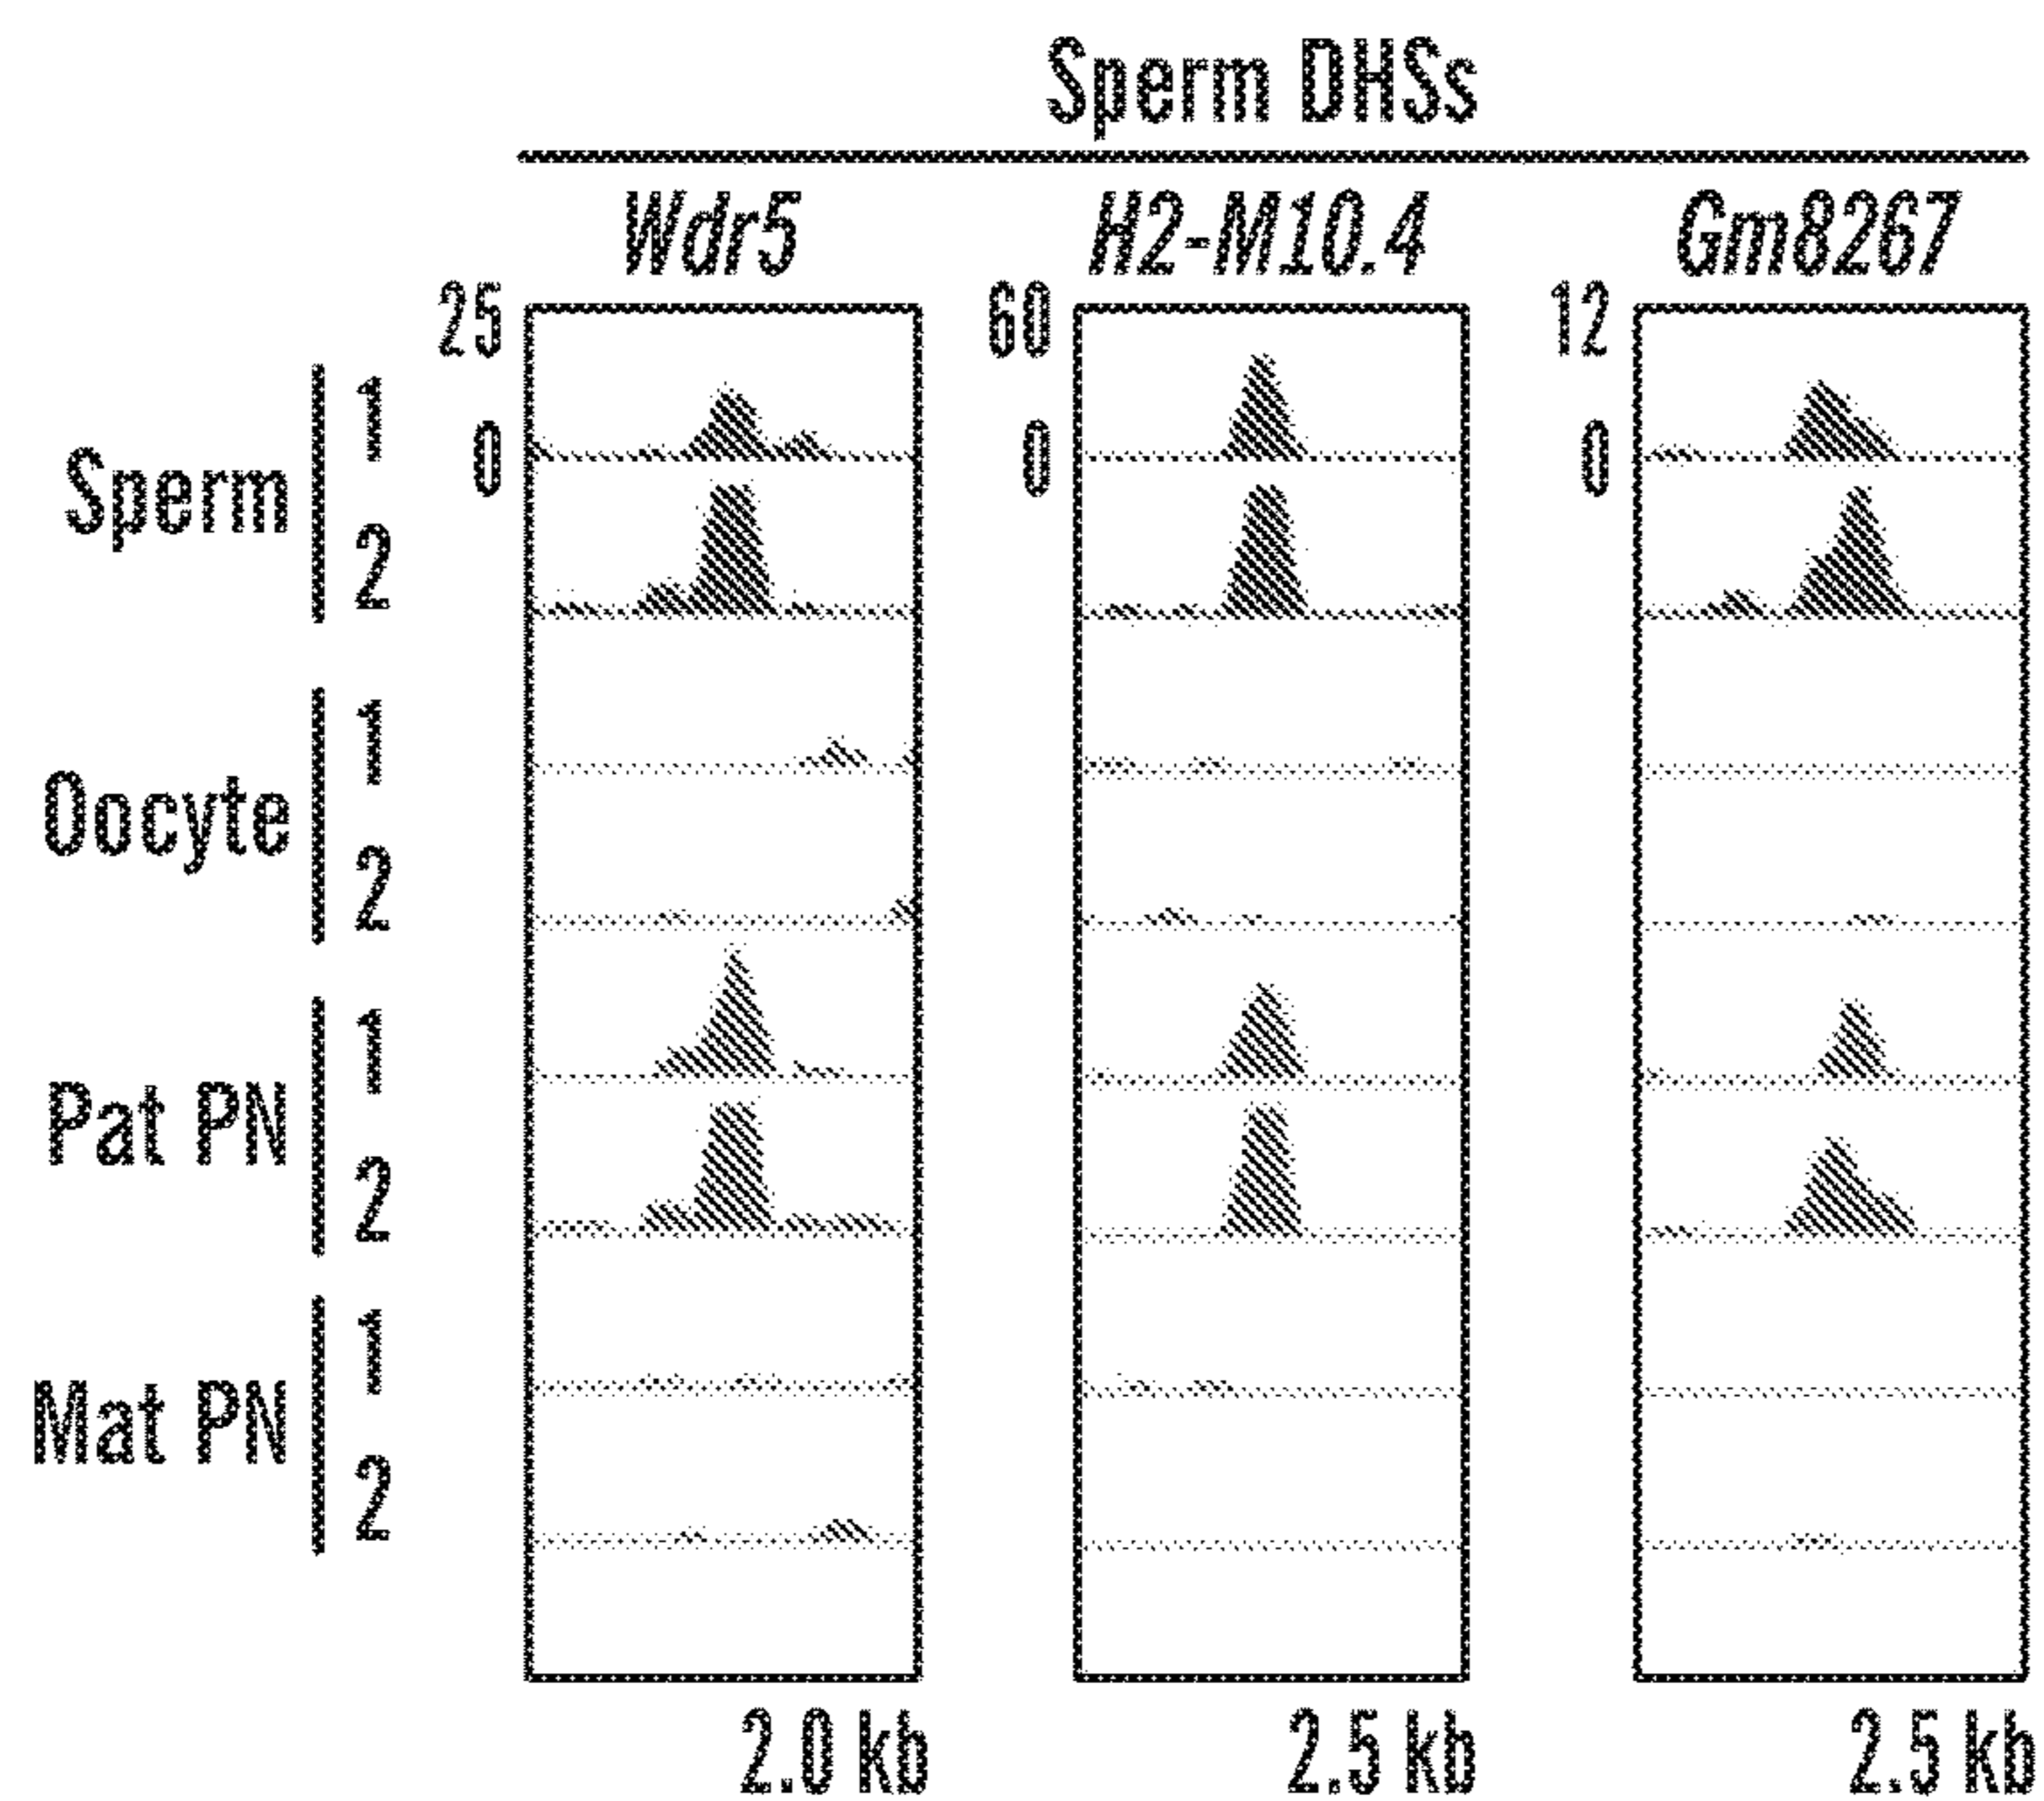 Sperm DHSs
Wdr5 H2-M10.4 Gm8267
25 60 12
Sperm 1 0 0 0
2
Oocyte 1
2
Pat PN 1
2
Mat PN 1
2
2.0 kb 2.5 kb 2.5 kb